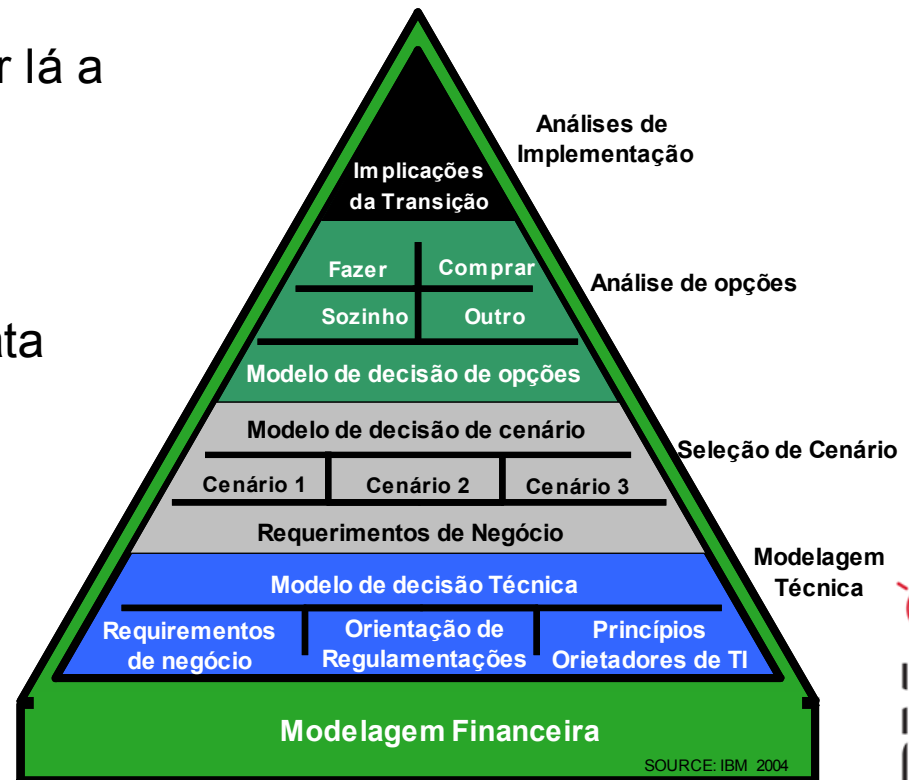 r lá a
Análises de
Implementação
Implicações
da Transição
Fazer
Comprar
Análise de opções
Sozinho
Outro
ata
Modelo de decisão de opções
Modelo de decisão de cenário
Seleção de Cenário
Cenário 1
Cenário 2
Cenário 3
Requerimentos de Negócio
Modelagem
Técnica
Modelo de decisão Técnica
Requirementos
de negócio
Orientação de
Regulamentações
Princípios
Orietadores de TI
Modelagem Financeira
SOURCE: IBM 2004